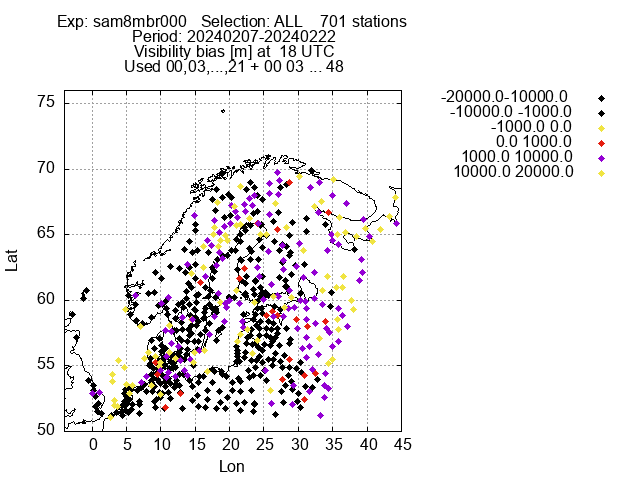 Exp: sam8mbr000 Selection: ALL 701 stations
Period: 20240207-20240222
Visibility bias [m] at 18 UTC
Used 00,03,...,21 + 00 03 ... 48
-20000.0-10000.0
-10000.0 -1000.0
-1000.0 0.0
0.0 1000.0
1000.0 10000.0
10000.0 20000.0
75
70
65
60
55
50
Lat
0 5 10 15 20 25 30 35 40 45
Lon